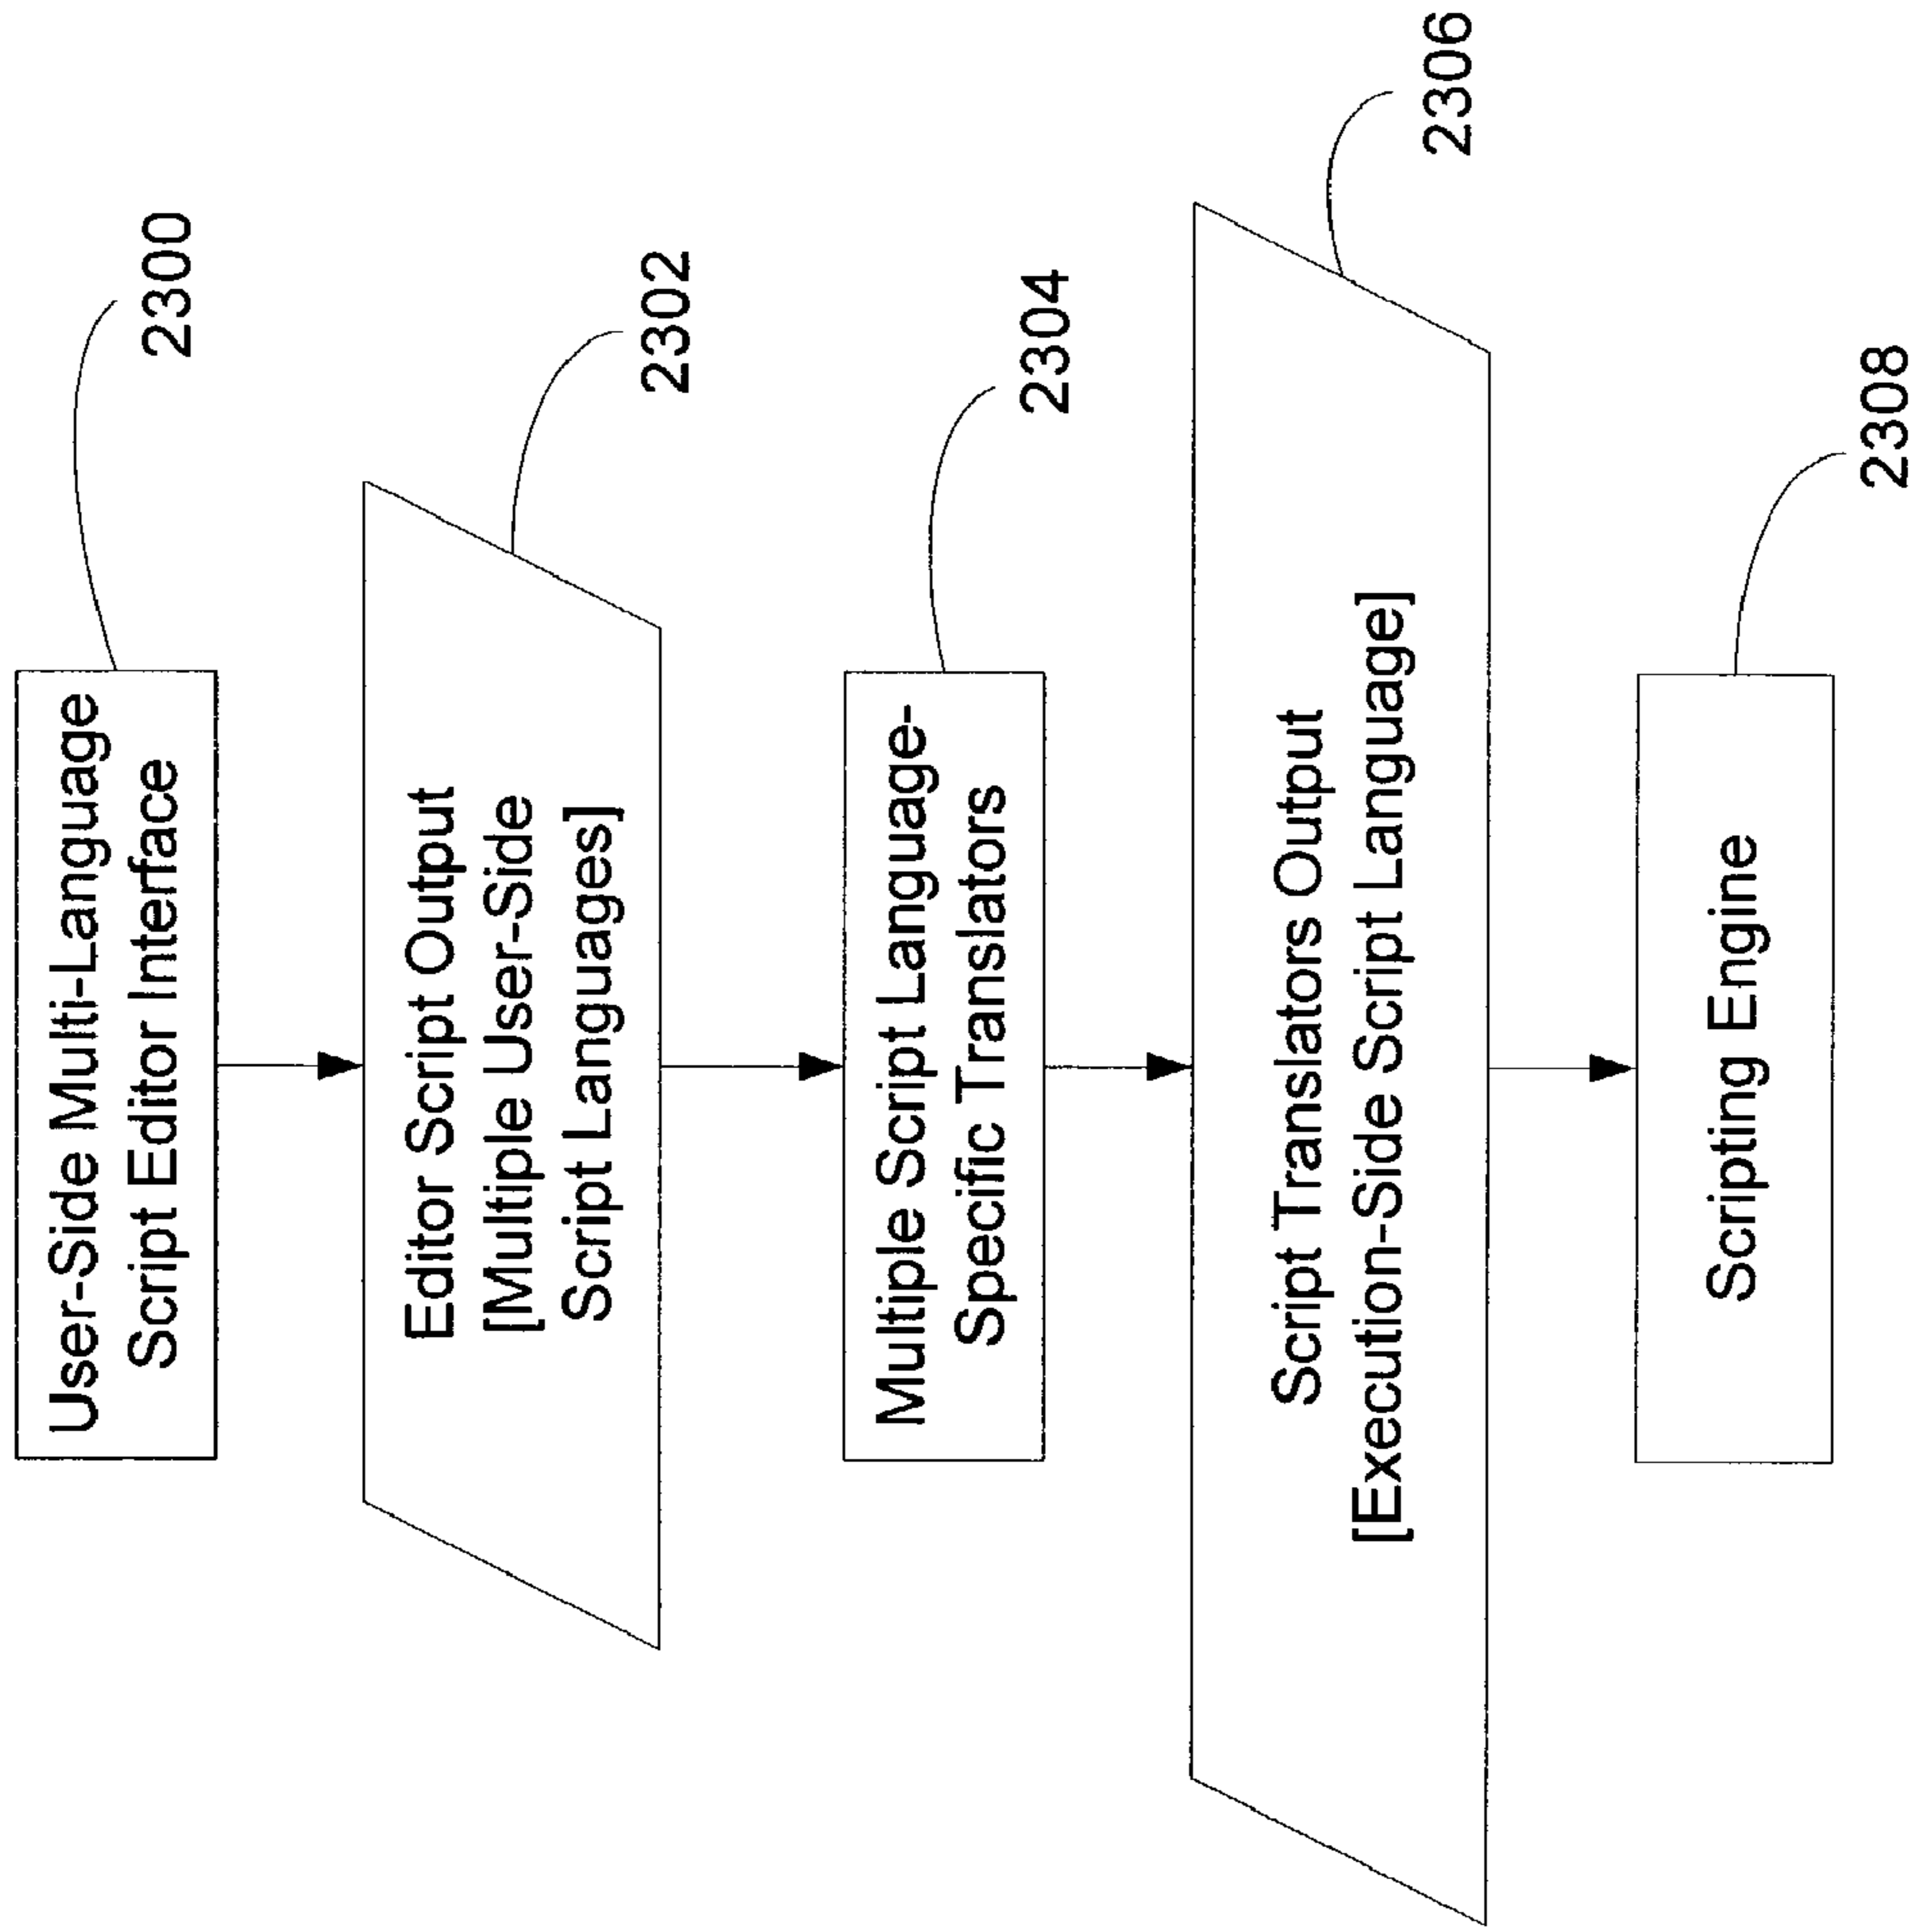 User-Side Multi-Language
Script Editor Interface
2300
Editor Script Output
[Multiple User-Side
Script Languages]
2302
Multiple Script Language-
Specific Translators
2304
Script Translators Output
[Execution-Side Script Language]
2306
Scripting Engine
2308